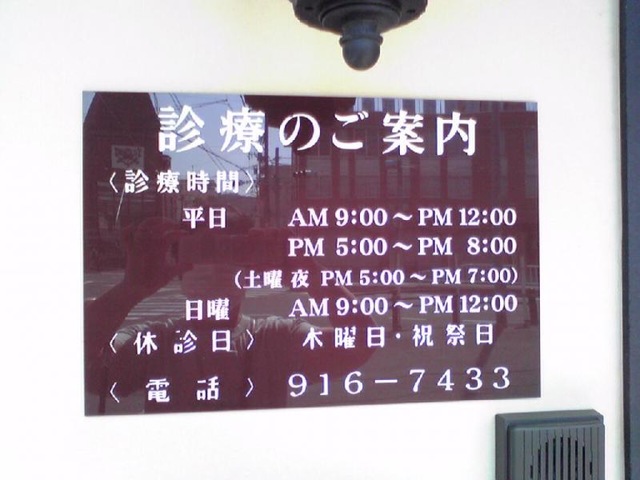 診療のご案内
〈診療時間〉
平日 AM 9:00～PM 12:00
PM 5:00～PM 8:00
(土曜夜 PM 5:00～PM 7:00)
日曜 AM 9:00～PM 12:00
〈休診日〉 木曜日・祝祭日
〈電話〉 916-7433